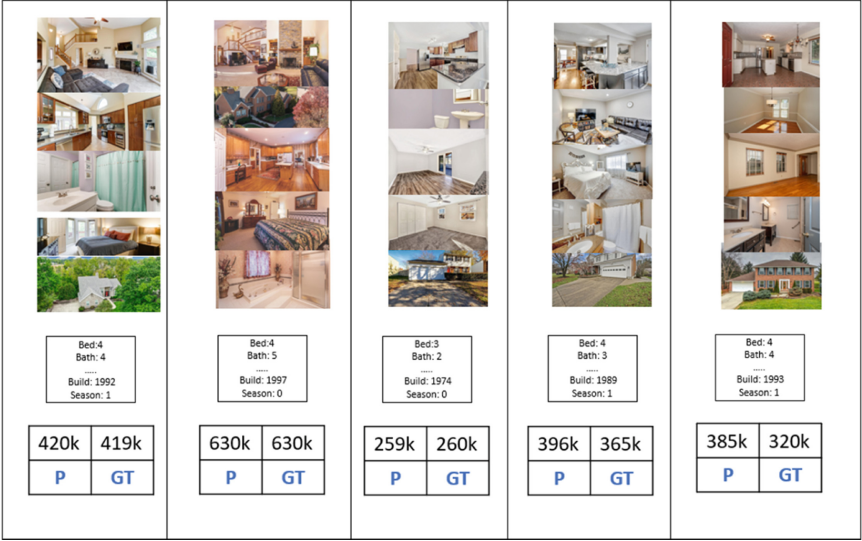 Bed:4
Bath: 4
.....
Build: 1992
Season: 1
420k 419k
P GT
Bed:4
Bath: 5
.....
Build: 1997
Season: 0
630k 630k
P GT
Bed:3
Bath: 2
.....
Build: 1974
Season: 0
259k 260k
P GT
Bed: 4
Bath: 3
.....
Build: 1989
Season: 1
396k 365k
P GT
Bed: 4
Bath: 4
.....
Build: 1993
Season: 1
385k 320k
P GT